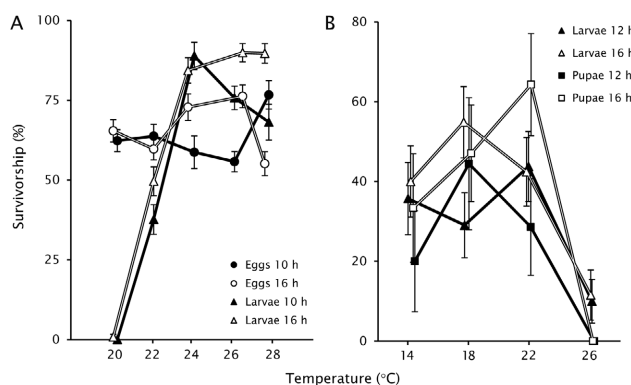 A
B
100
75
50
25
0
Survivorship (%)
20
22
24
26
28
Eggs 10 h
Eggs 16 h
Larvae 10 h
Larvae 16 h
80
60
40
20
0
14
18
22
26
Larvae 12 h
Larvae 16 h
Pupae 12 h
Pupae 16 h
Temperature (°C)